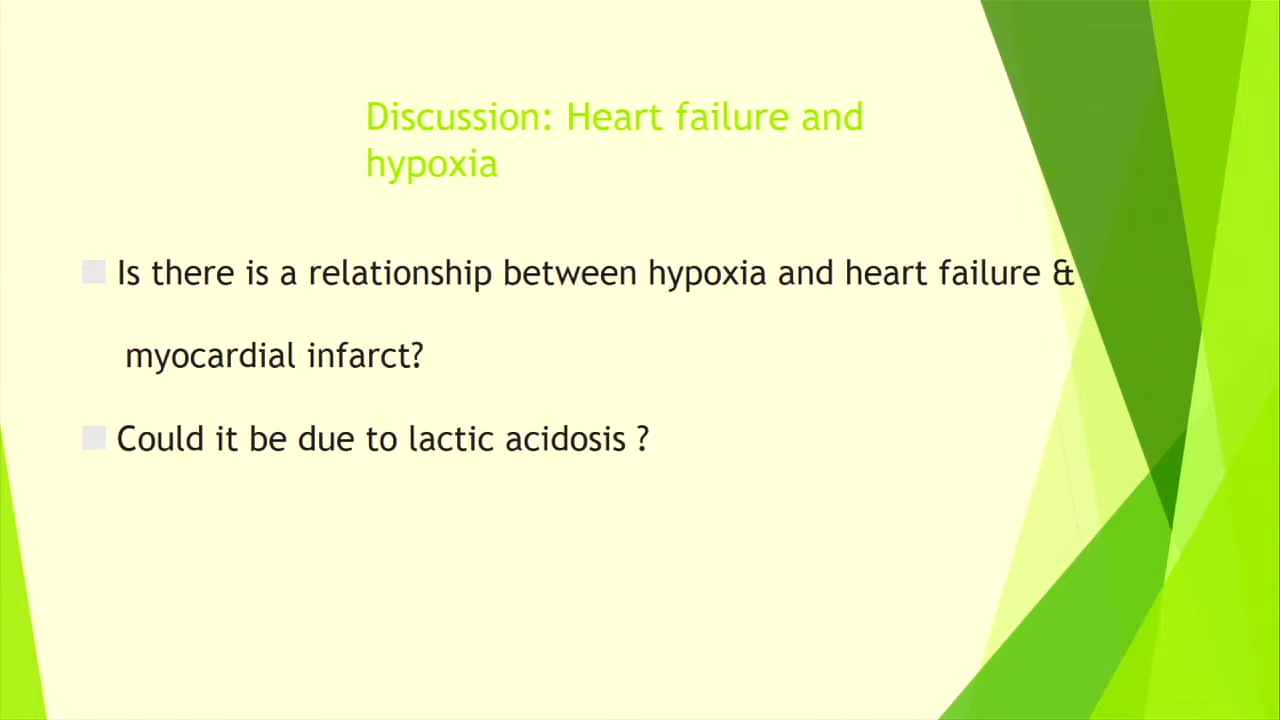 Discussion: Heart failure and
hypoxia
Is there is a relationship between hypoxia and heart failure &
myocardial infarct?
Could it be due to lactic acidosis ?